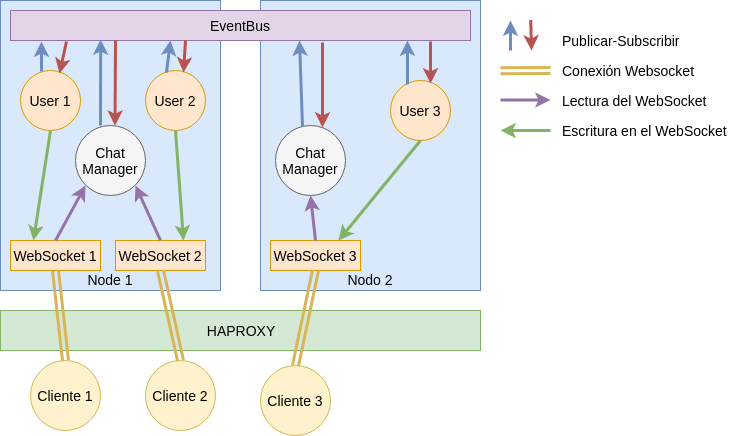 EventBus
User 1
User 2
User 3
Chat
Manager
Chat
Manager
WebSocket 1
WebSocket 2
WebSocket 3
Node 1
Nodo 2
HAPROXY
Cliente 1
Cliente 2
Cliente 3
Publicar-Subscribir
Conexión Websocket
Lectura del WebSocket
Escritura en el WebSocket